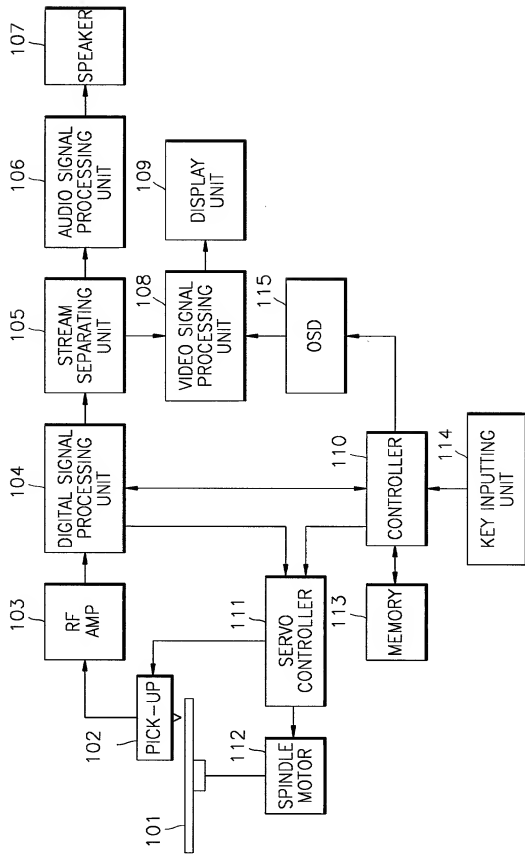 103
RF
AMP
104
DIGITAL SIGNAL
PROCESSING
UNIT
105
STREAM
SEPARATING
UNIT
106
AUDIO SIGNAL
PROCESSING
UNIT
107
SPEAKER
102
PICK-UP
101
108
VIDEO SIGNAL
PROCESSING
UNIT
109
DISPLAY
UNIT
111
SERVO
CONTROLLER
112
SPINDLE
MOTOR
115
OSD
110
CONTROLLER
113
MEMORY
114
KEY INPUTTING
UNIT